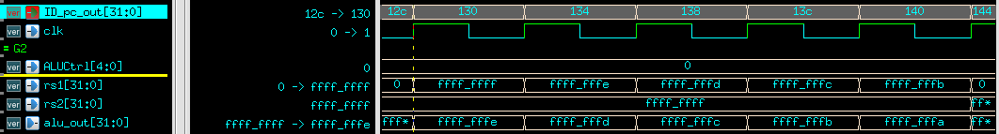 ver ID_pc_out[31:0] 12c -> 130 12c 130 134 138 13c 140 144
ver clk 0 -> 1
= G2
ver ALUCtrl[4:0] 0 0
ver rs1[31:0] 0 -> ffff_ffff 0 ffff_ffff ffff_fffe ffff_fffd ffff_fffc ffff_fffb 0
ver rs2[31:0] ffff_ffff ffff_ffff ff*
ver alu_out[31:0] ffff_ffff -> ffff_fffe fff* ffff_fffe ffff_fffd ffff_fffc ffff_fffb ffff_fffa ff*